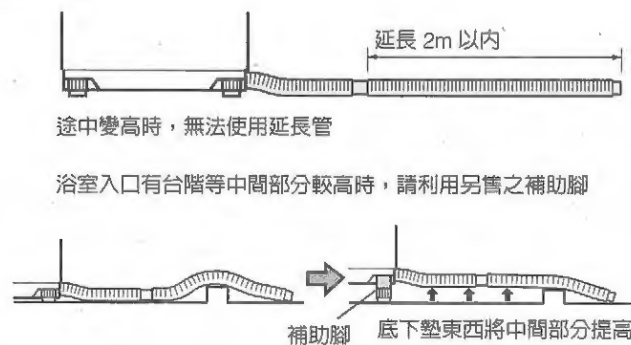 延長 2m 以內
途中變高時，無法使用延長管
浴室入口有台階等中間部分較高時，請利用另售之補助腳
補助腳
底下墊東西將中間部分提高